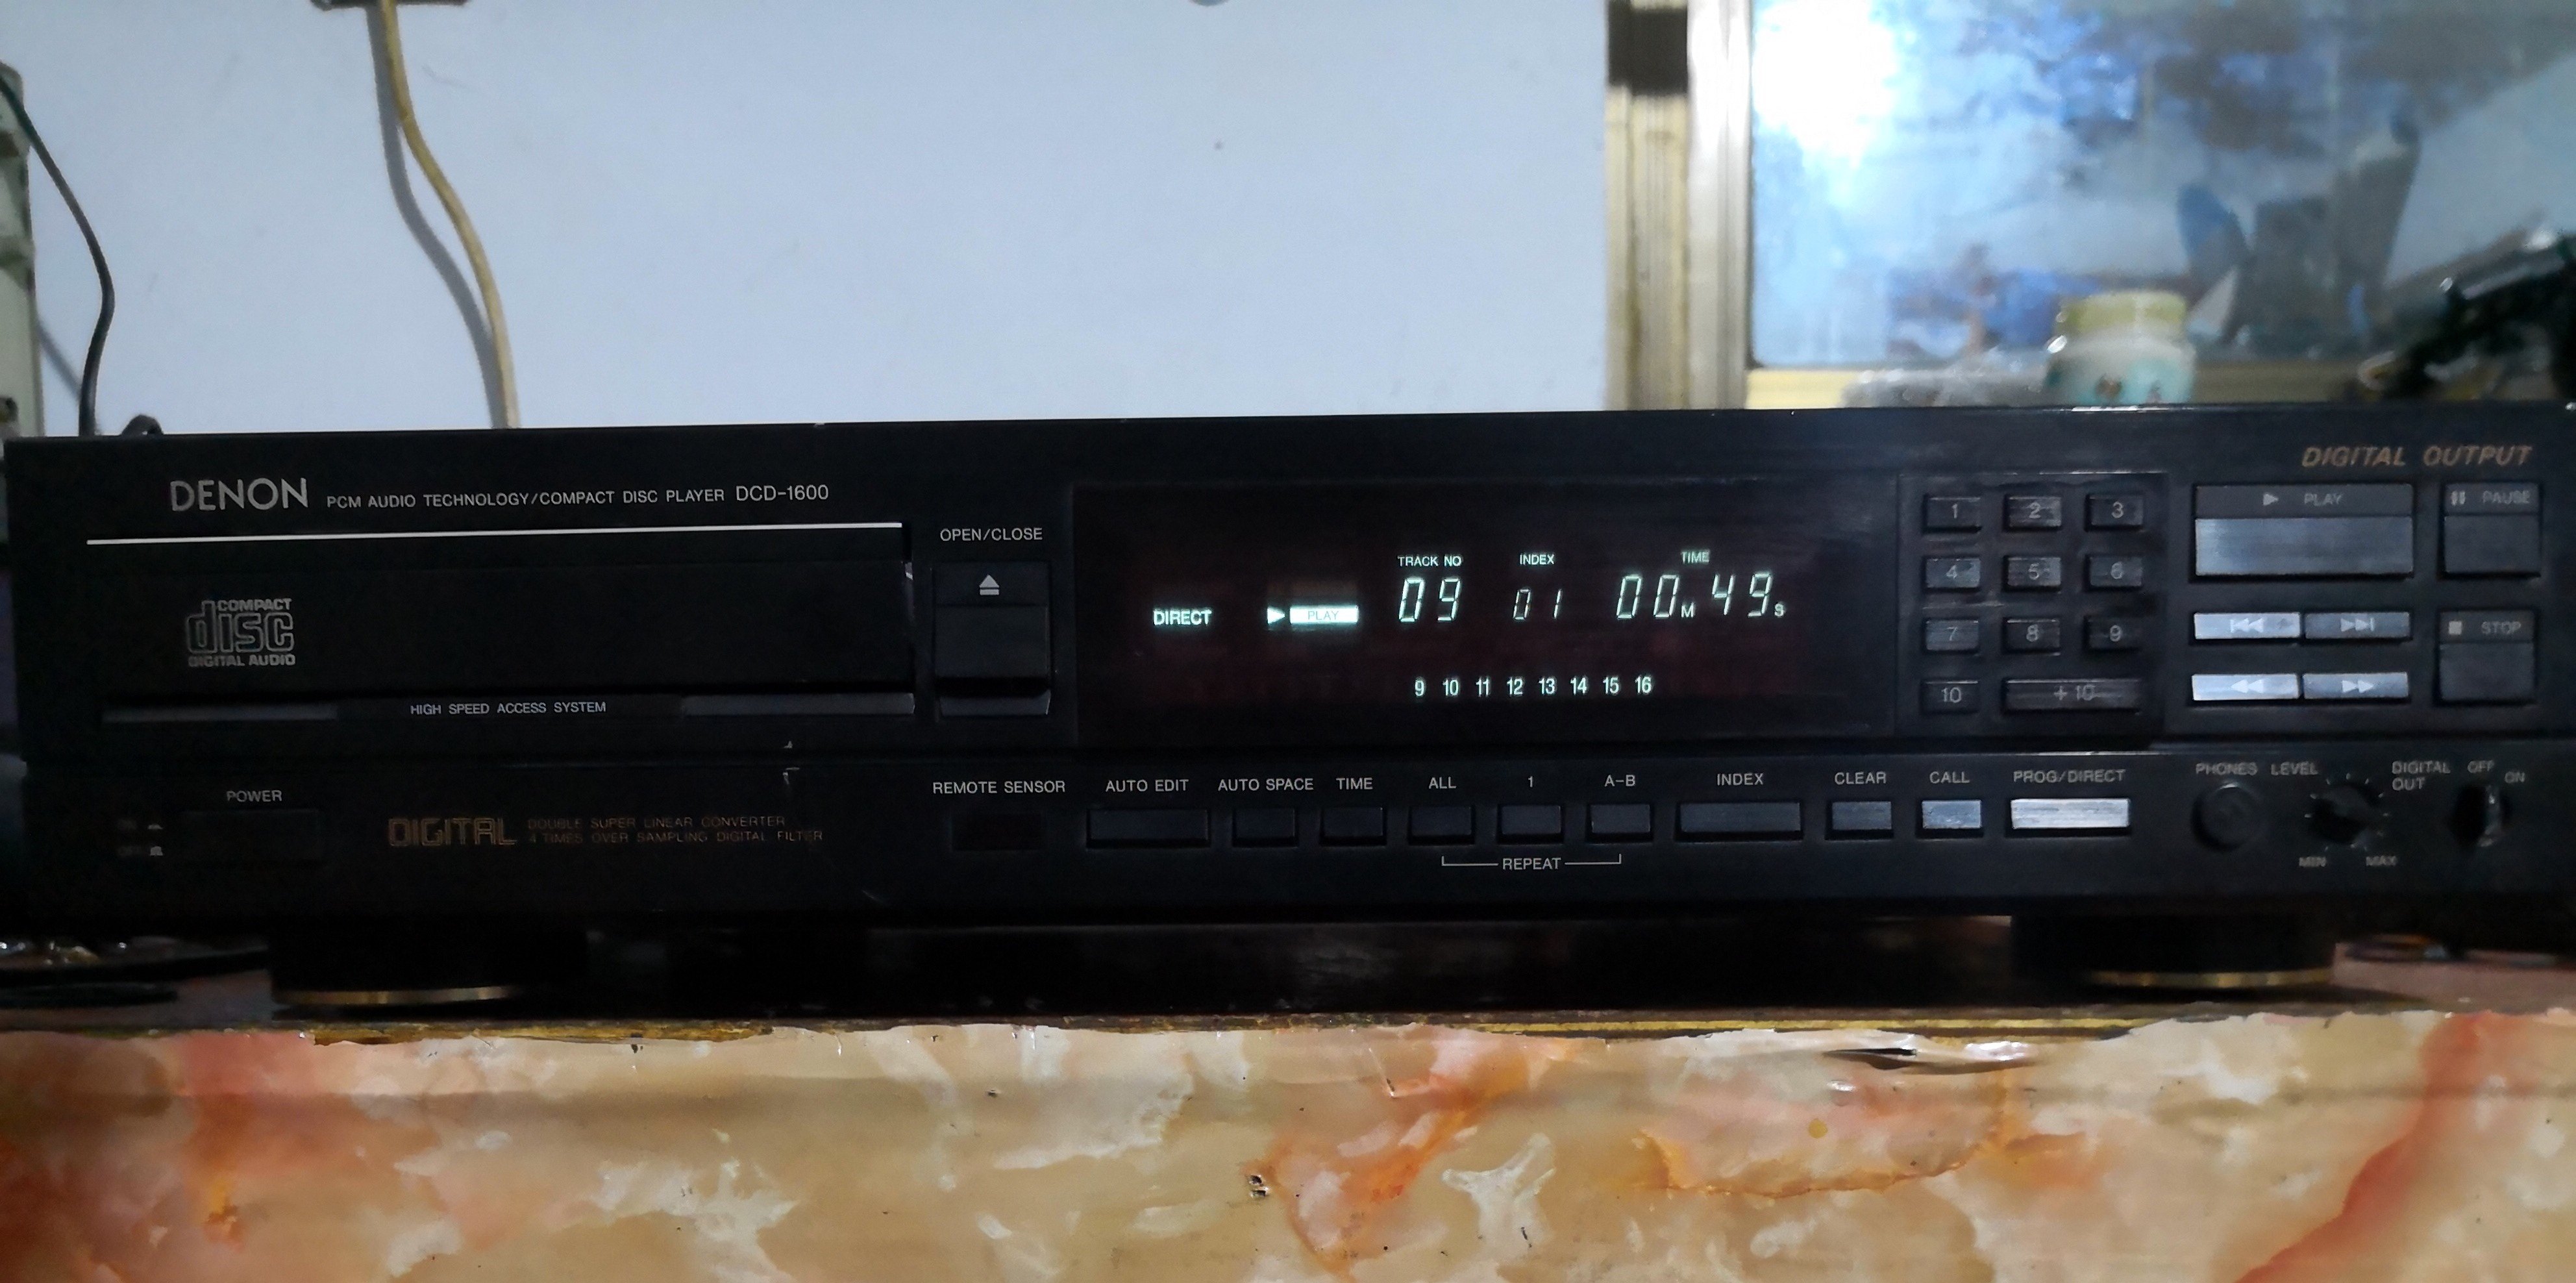 DIGITAL OUTPUT
DENON PCM AUDIO TECHNOLOGY/COMPACT DISC PLAYER DCD-1600
OPEN/CLOSE
COMPACT
disc
DIGITAL AUDIO
HIGH SPEED ACCESS SYSTEM
DIRECT
PLAY
TRACK NO INDEX TIME
09 01 00M 49S
9 10 11 12 13 14 15 16
1 2 3
4 5 6
7 8 9
10 +10
PLAY PAUSE
STOP
POWER
ON
OFF
DIGITAL DOUBLE SUPER LINEAR CONVERTER
4 TIMES OVER SAMPLING DIGITAL FILTER
REMOTE SENSOR AUTO EDIT AUTO SPACE TIME ALL 1 A-B INDEX CLEAR CALL PROG/DIRECT
REPEAT
PHONES LEVEL
MIN MAX
DIGITAL OUT OFF ON